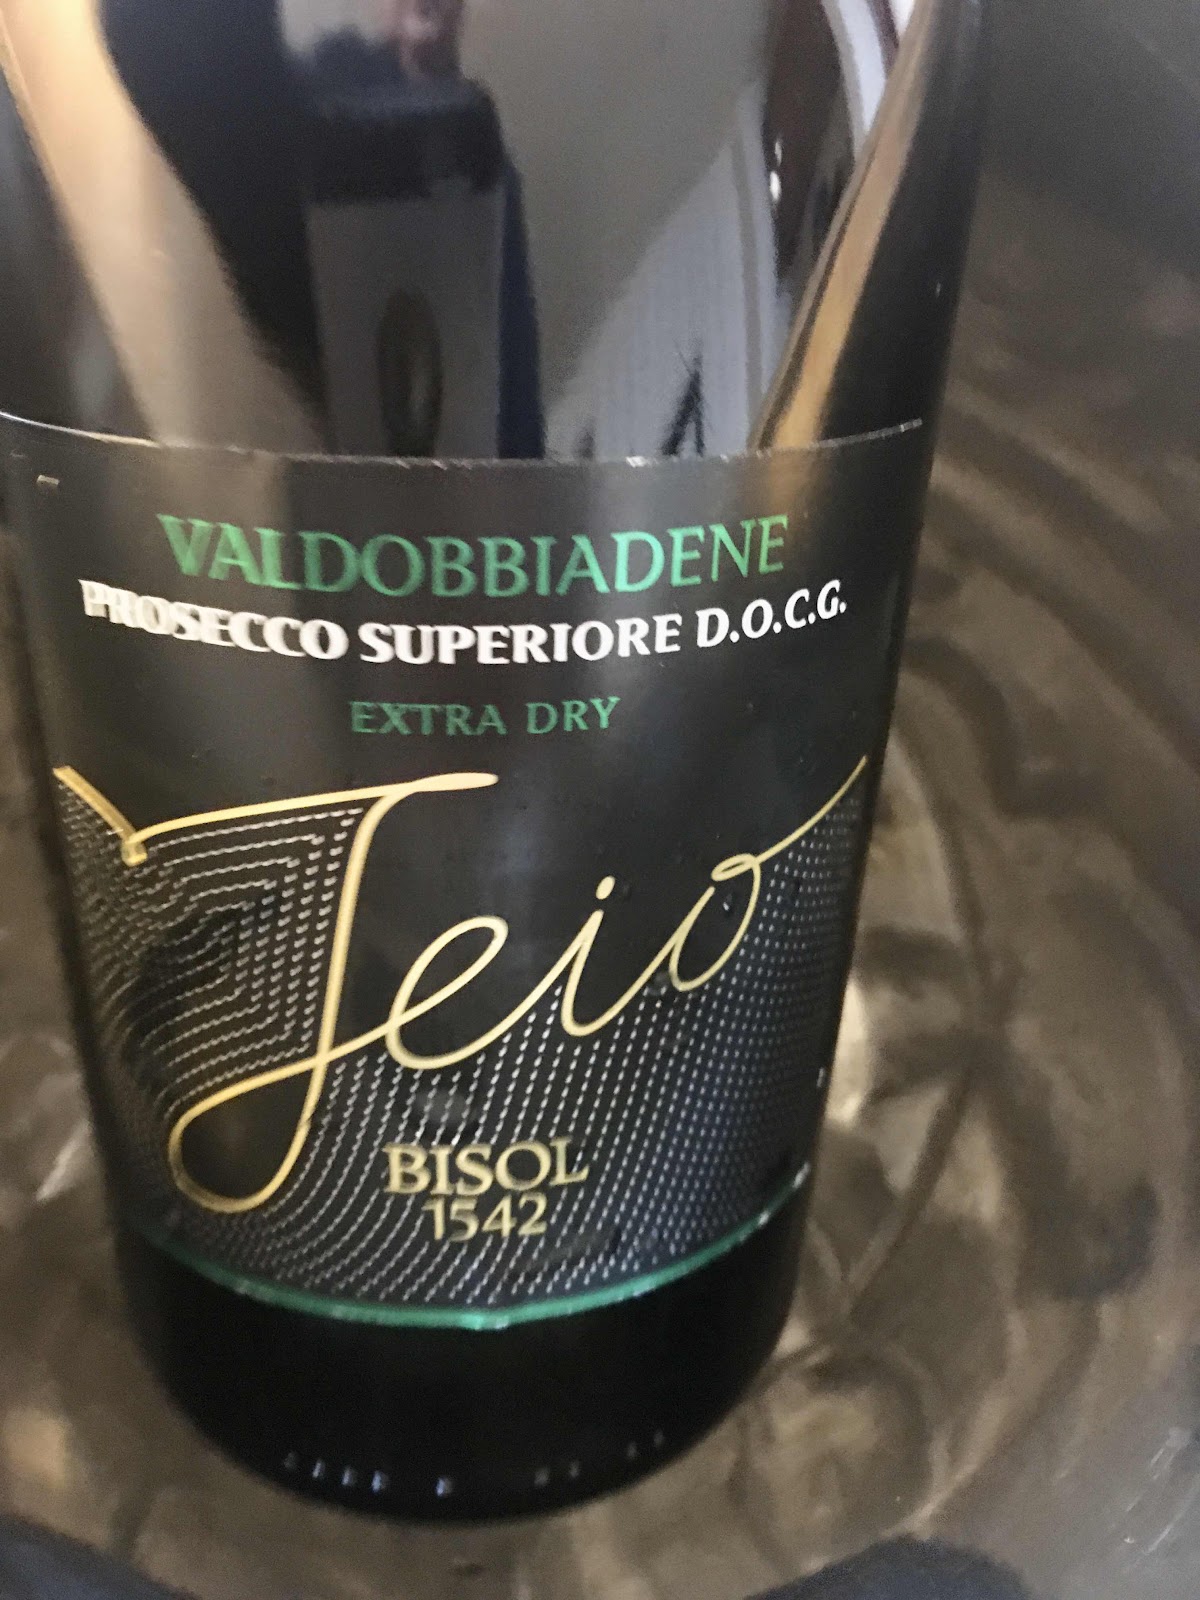 VALDOBBIADENE
PROSECCO SUPERIORE D.O.C.G.
EXTRA DRY
Jeio
BISOL
1542